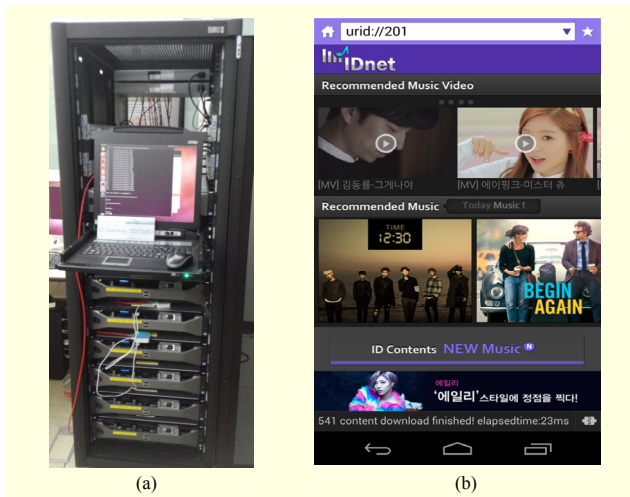 urid://201
IDnet
Recommended Music Video
[MV] 김동률-그게나야
[MV] 에이핑크-미스터 츄
Recommended Music
Today Music !
TIME
12:30
BEGIN
AGAIN
ID Contents NEW Music N
에일리
'에일리'스타일에 정점을 찍다!
541 content download finished! elapsedtime:23ms
(a)
(b)